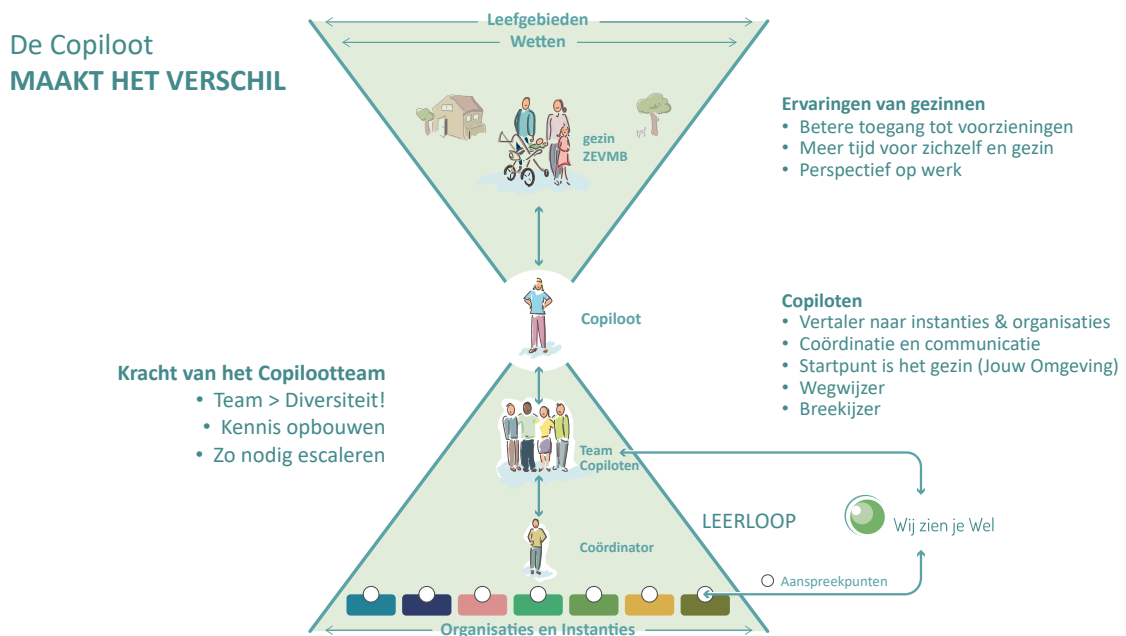 De Copiloot
MAAKT HET VERSCHIL
Leefgebieden
Wetten
gezin
ZEVMB
Ervaringen van gezinnen
• Betere toegang tot voorzieningen
• Meer tijd voor zichzelf en gezin
• Perspectief op werk
Copiloot
Copiloten
• Vertaler naar instanties & organisaties
• Coördinatie en communicatie
• Startpunt is het gezin (Jouw Omgeving)
• Wegwijzer
• Breekijzer
Kracht van het Copilootteam
• Team > Diversiteit!
• Kennis opbouwen
• Zo nodig escaleren
Team
Copiloten
LEERLOOP
Wij zien je Wel
Coördinator
Aanspreekpunten
Organisaties en Instanties